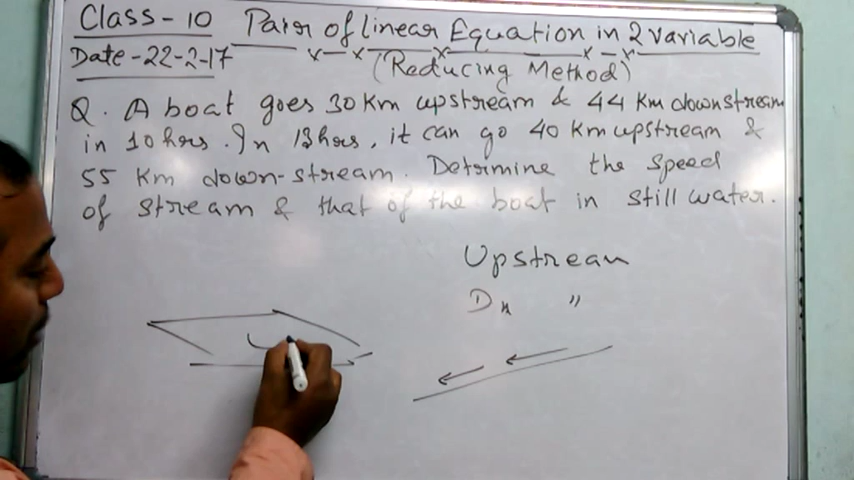 Class - 10 Pair of linear Equation in 2 variable
Date - 22-2-17 (Reducing Method)
Q. A boat goes 30 Km upstream & 44 Km downstream
in 10 hrs. In 13 hrs, it can go 40 Km upstream &
55 Km down-stream. Determine the speed
of stream & that of the boat in still water.
Upstream
Dn "